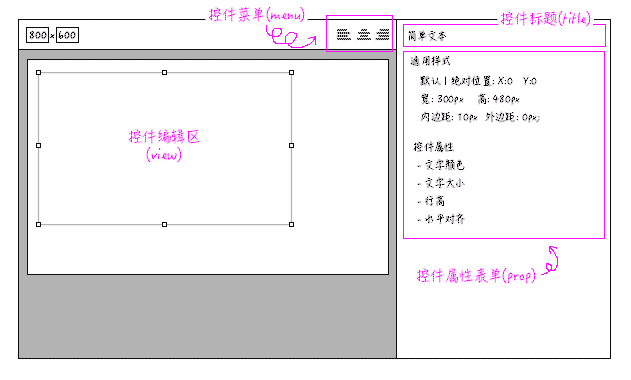 控件菜单(menu)
控件标题(title)
800 x 600
简单文本
通用样式
默认 | 绝对位置: X:0 Y:0
宽: 300px 高: 480px
内边距: 10px 外边距: 0px;
控件编辑区
(view)
控件属性
- 文字颜色
- 文字大小
- 行高
- 水平对齐
控件属性表单(prop)